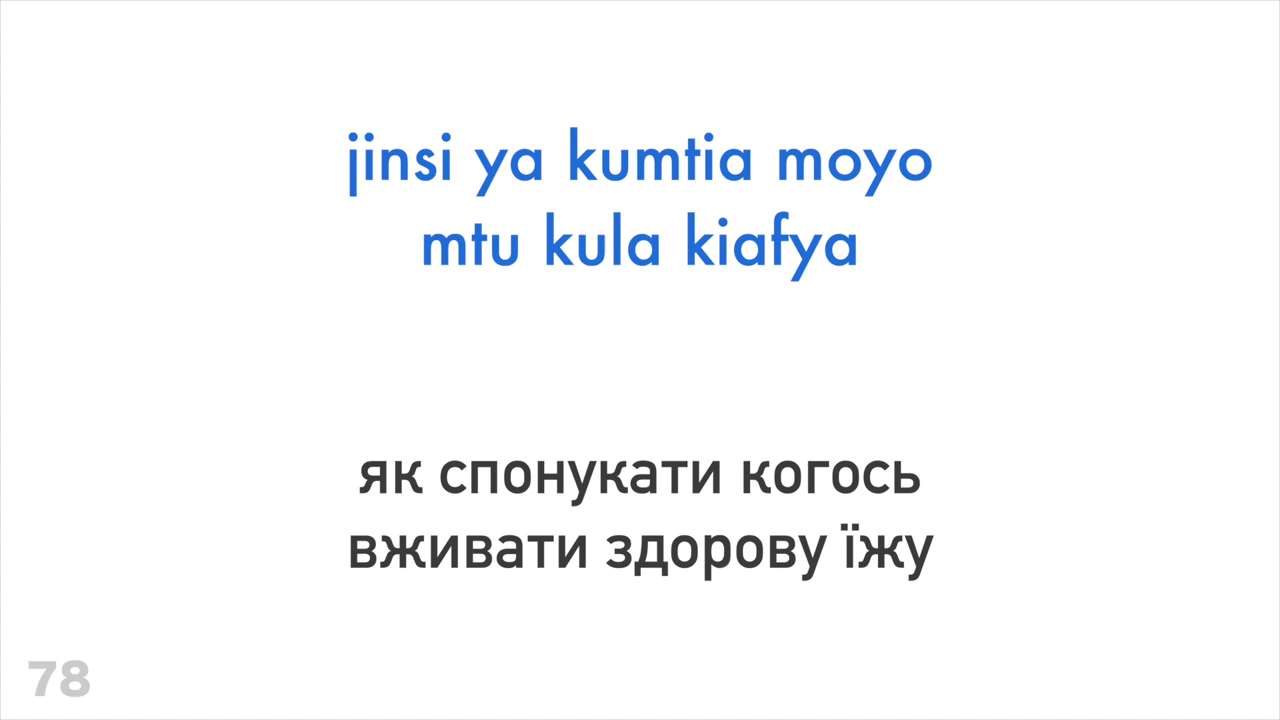 jinsi ya kumtia moyo
mtu kula kiafya
як спонукати когось
вживати здорову їжу
78